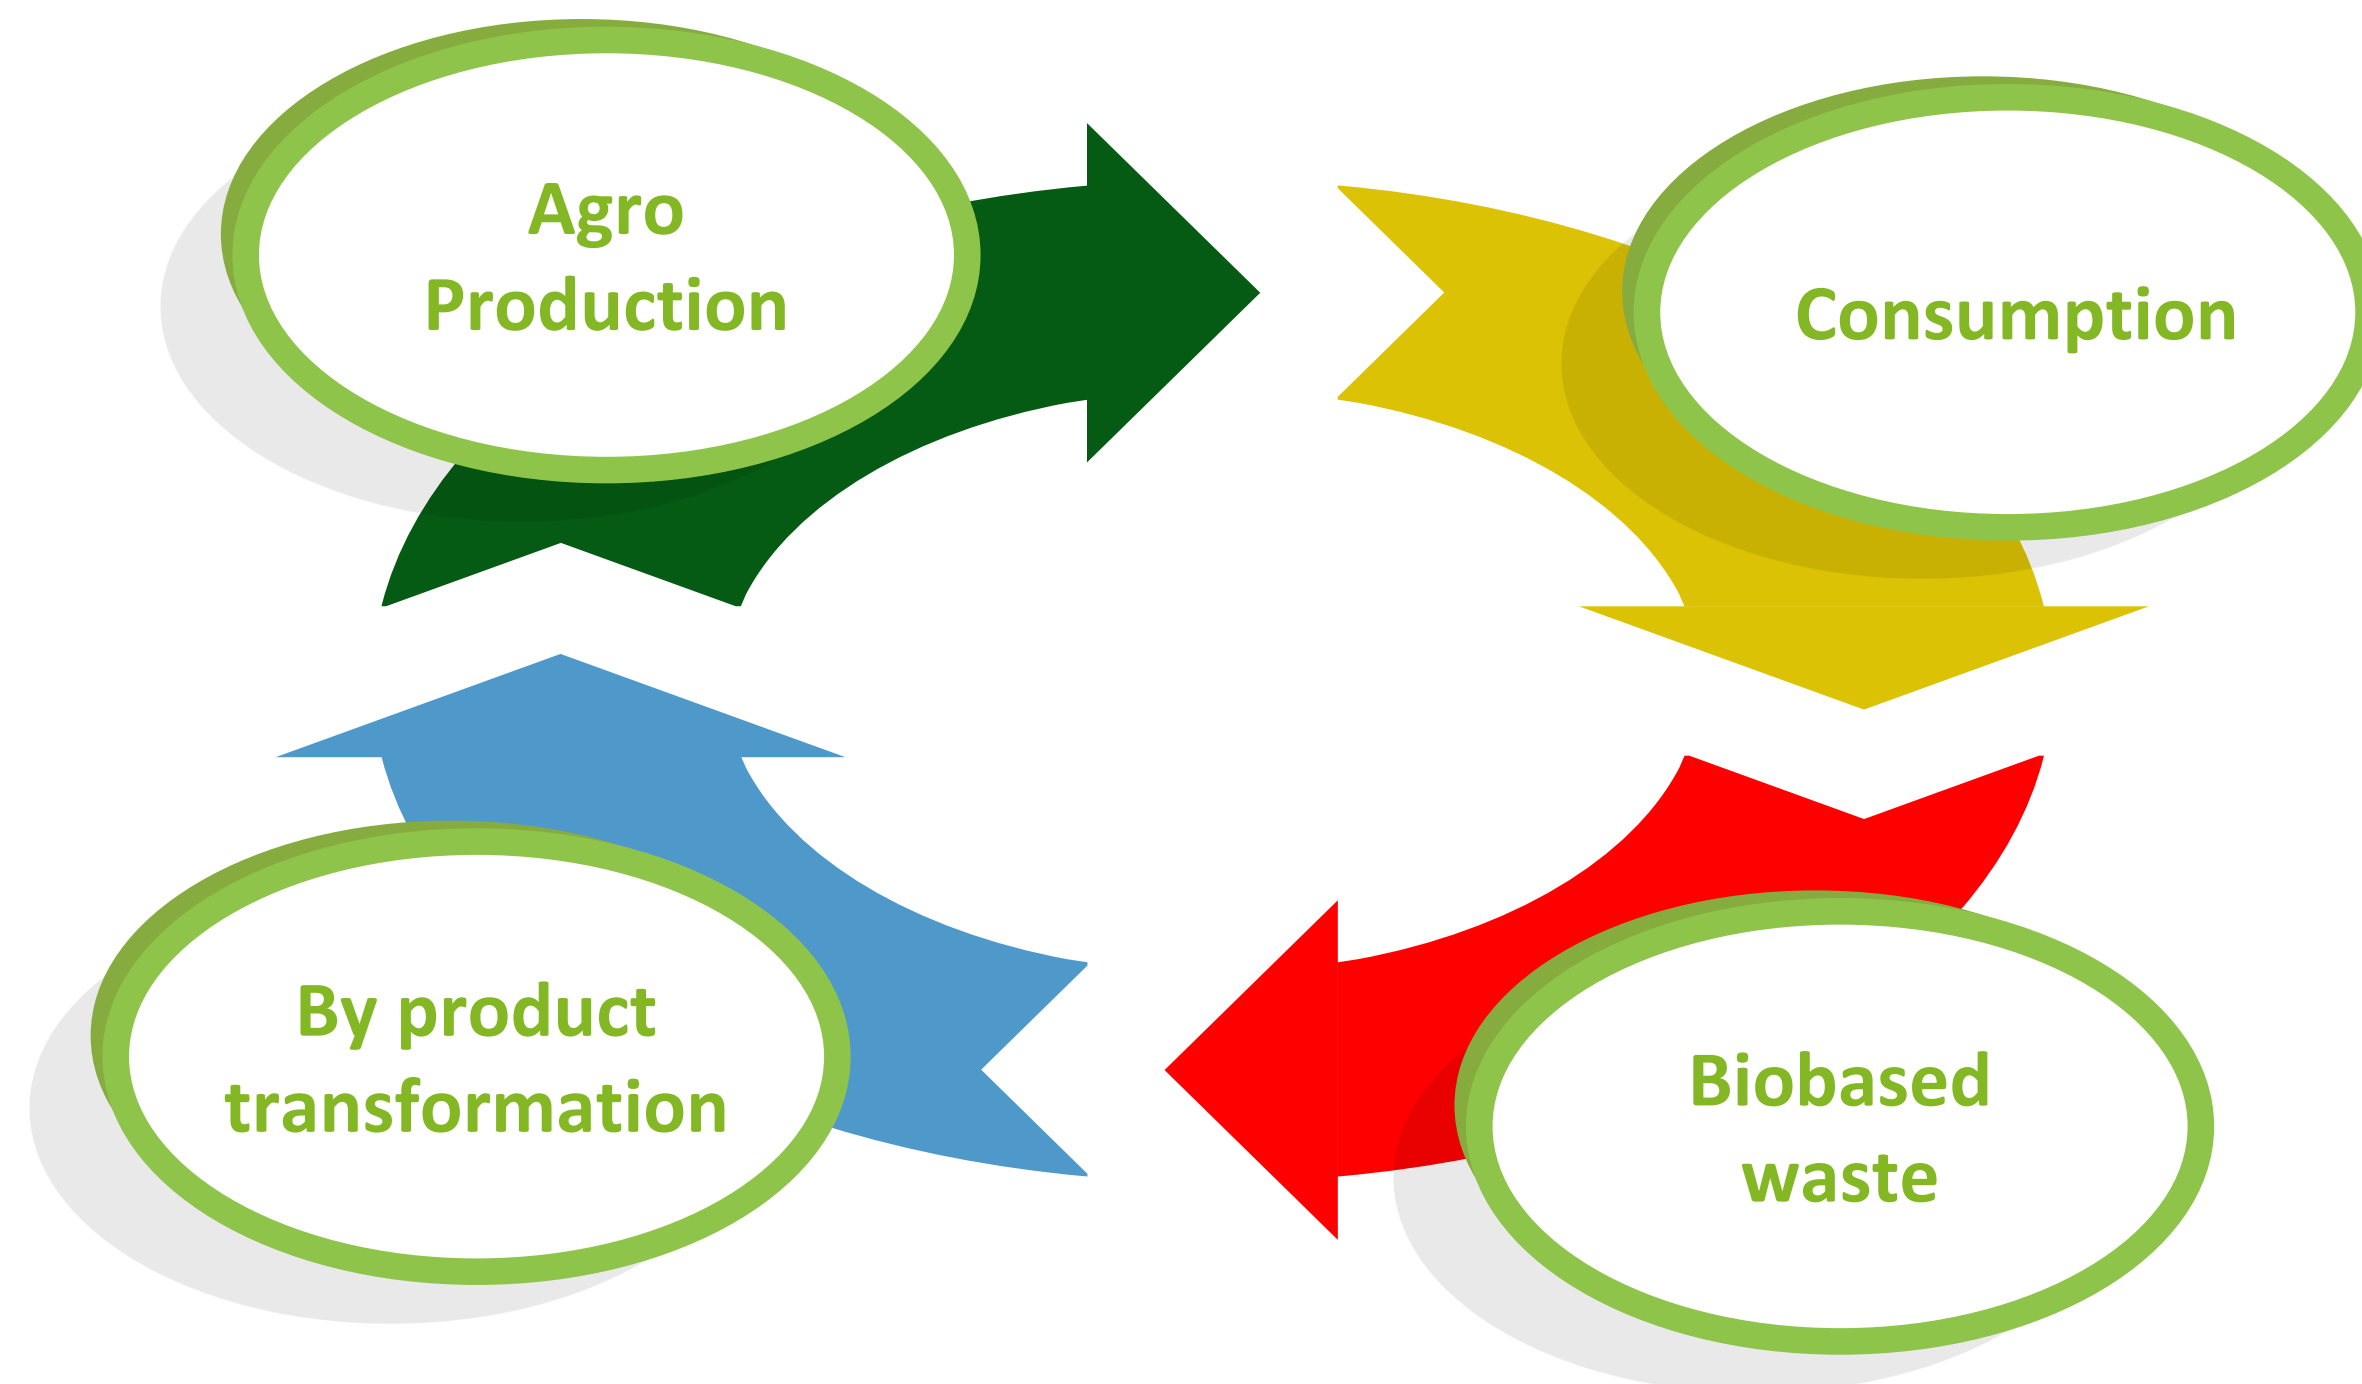 Agro
Production
Consumption
By product
transformation
Biobased
waste